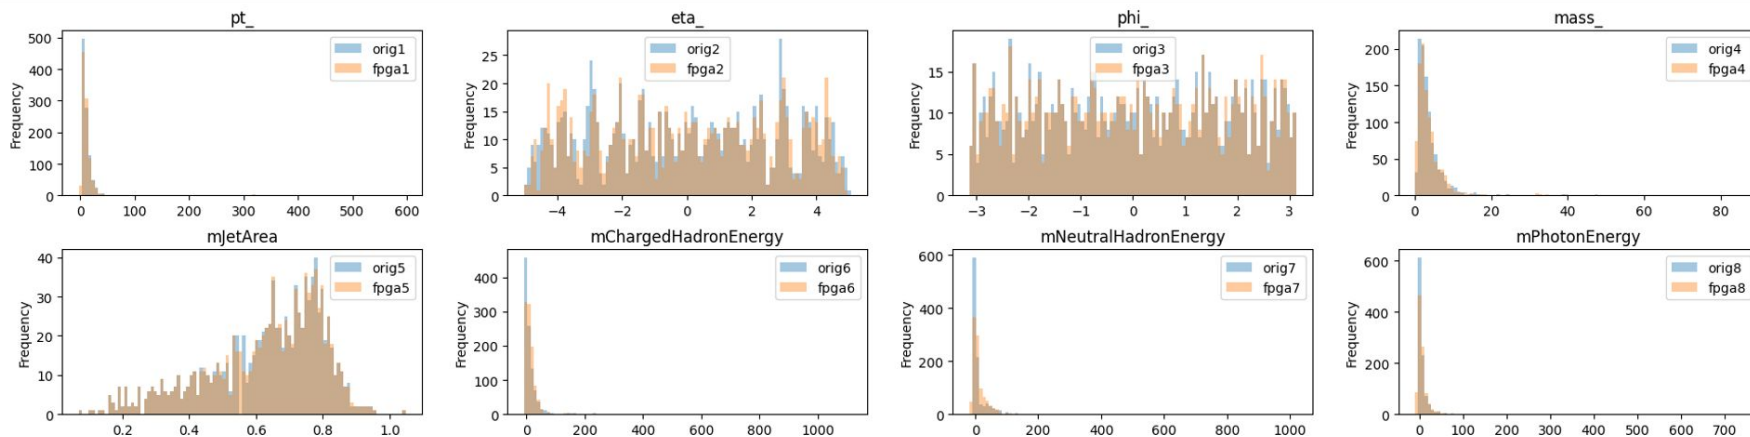 pt_
eta_
phi_
mass_
500
400
300
200
100
0
Frequency
orig1
fpga1
0 100 200 300 400 500 600
25
20
15
10
5
0
Frequency
orig2
fpga2
−4 −2 0 2 4
15
10
5
0
Frequency
orig3
fpga3
−3 −2 −1 0 1 2 3
200
150
100
50
0
Frequency
orig4
fpga4
0 20 40 60 80
mJetArea
mChargedHadronEnergy
mNeutralHadronEnergy
mPhotonEnergy
40
30
20
10
0
Frequency
orig5
fpga5
0.2 0.4 0.6 0.8 1.0
400
300
200
100
0
Frequency
orig6
fpga6
0 200 400 600 800 1000
600
400
200
0
Frequency
orig7
fpga7
0 200 400 600 800 1000
600
400
200
0
Frequency
orig8
fpga8
0 100 200 300 400 500 600 700